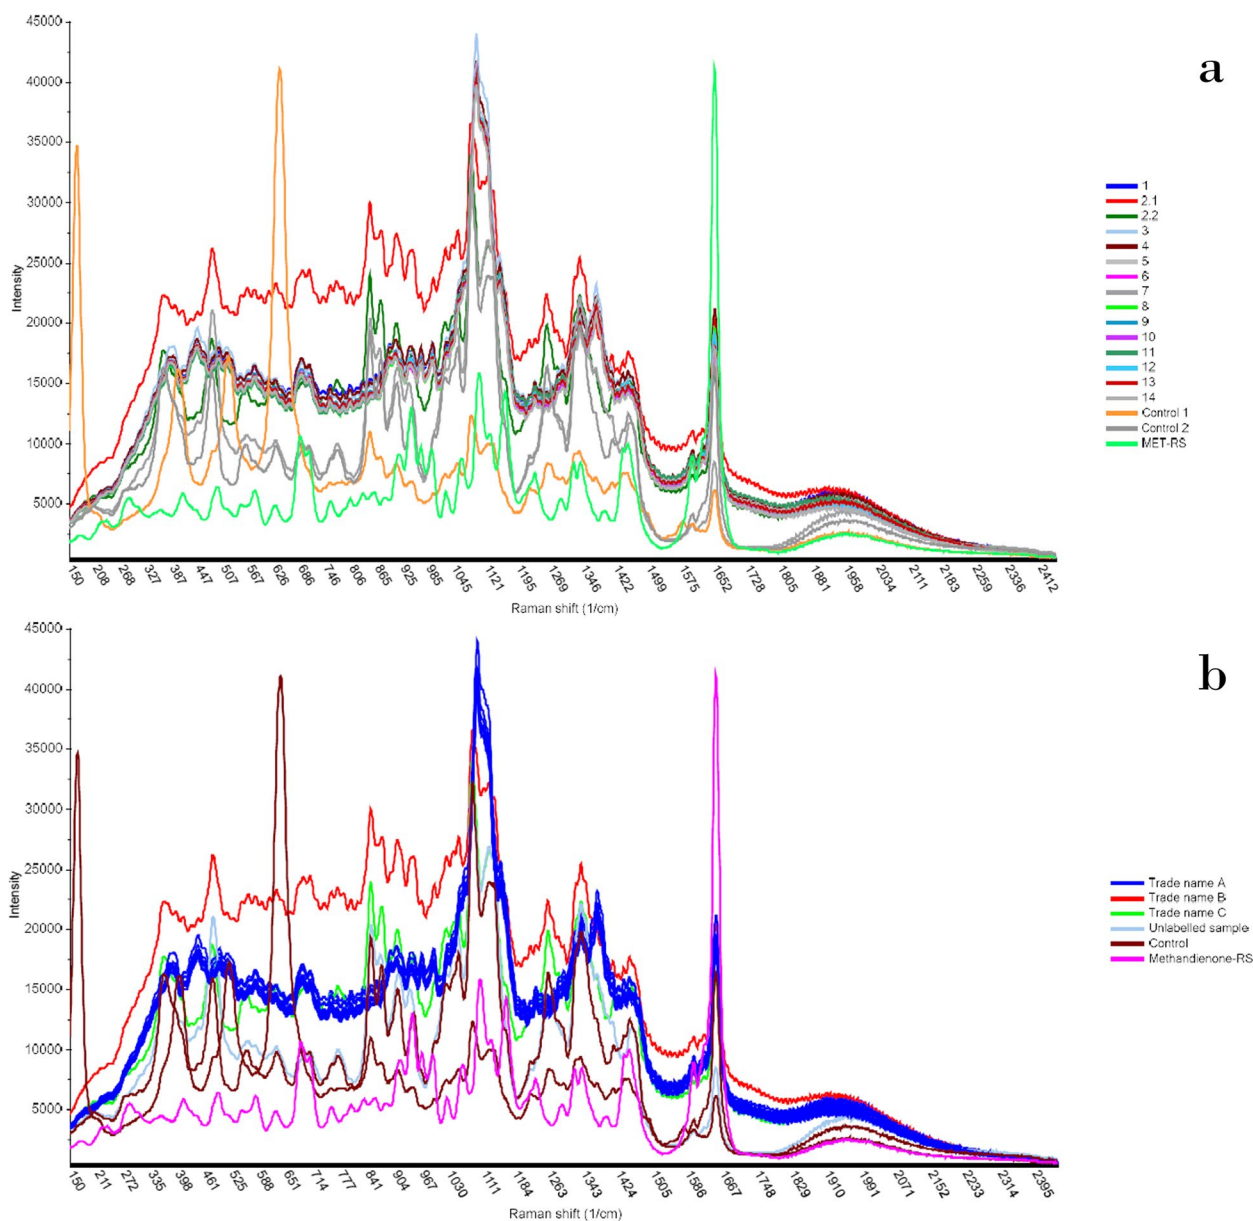 45000
40000
35000
30000
25000
20000
15000
10000
5000
Intensity
150 208 268 327 387 447 507 567 626 686 746 806 865 925 985 1045 1121 1195 1269 1346 1422 1499 1575 1652 1728 1805 1881 1958 2034 2111 2183 2259 2336 2412
Raman shift (1/cm)
a
1
2.1
2.2
3
4
5
6
7
8
9
10
11
12
13
14
Control 1
Control 2
MET-RS
45000
40000
35000
30000
25000
20000
15000
10000
5000
Intensity
150 211 272 335 398 461 525 588 651 714 777 841 904 967 1030 1111 1184 1263 1343 1424 1505 1586 1667 1748 1829 1910 1991 2071 2152 2233 2314 2395
Raman shift (1/cm)
b
Trade name A
Trade name B
Trade name C
Unlabelled sample
Control
Methandienone-RS